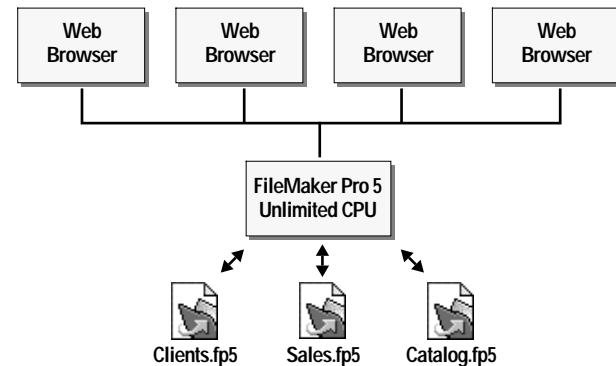 Web
Browser
Web
Browser
Web
Browser
Web
Browser
FileMaker Pro 5
Unlimited CPU
Clients.fp5
Sales.fp5
Catalog.fp5